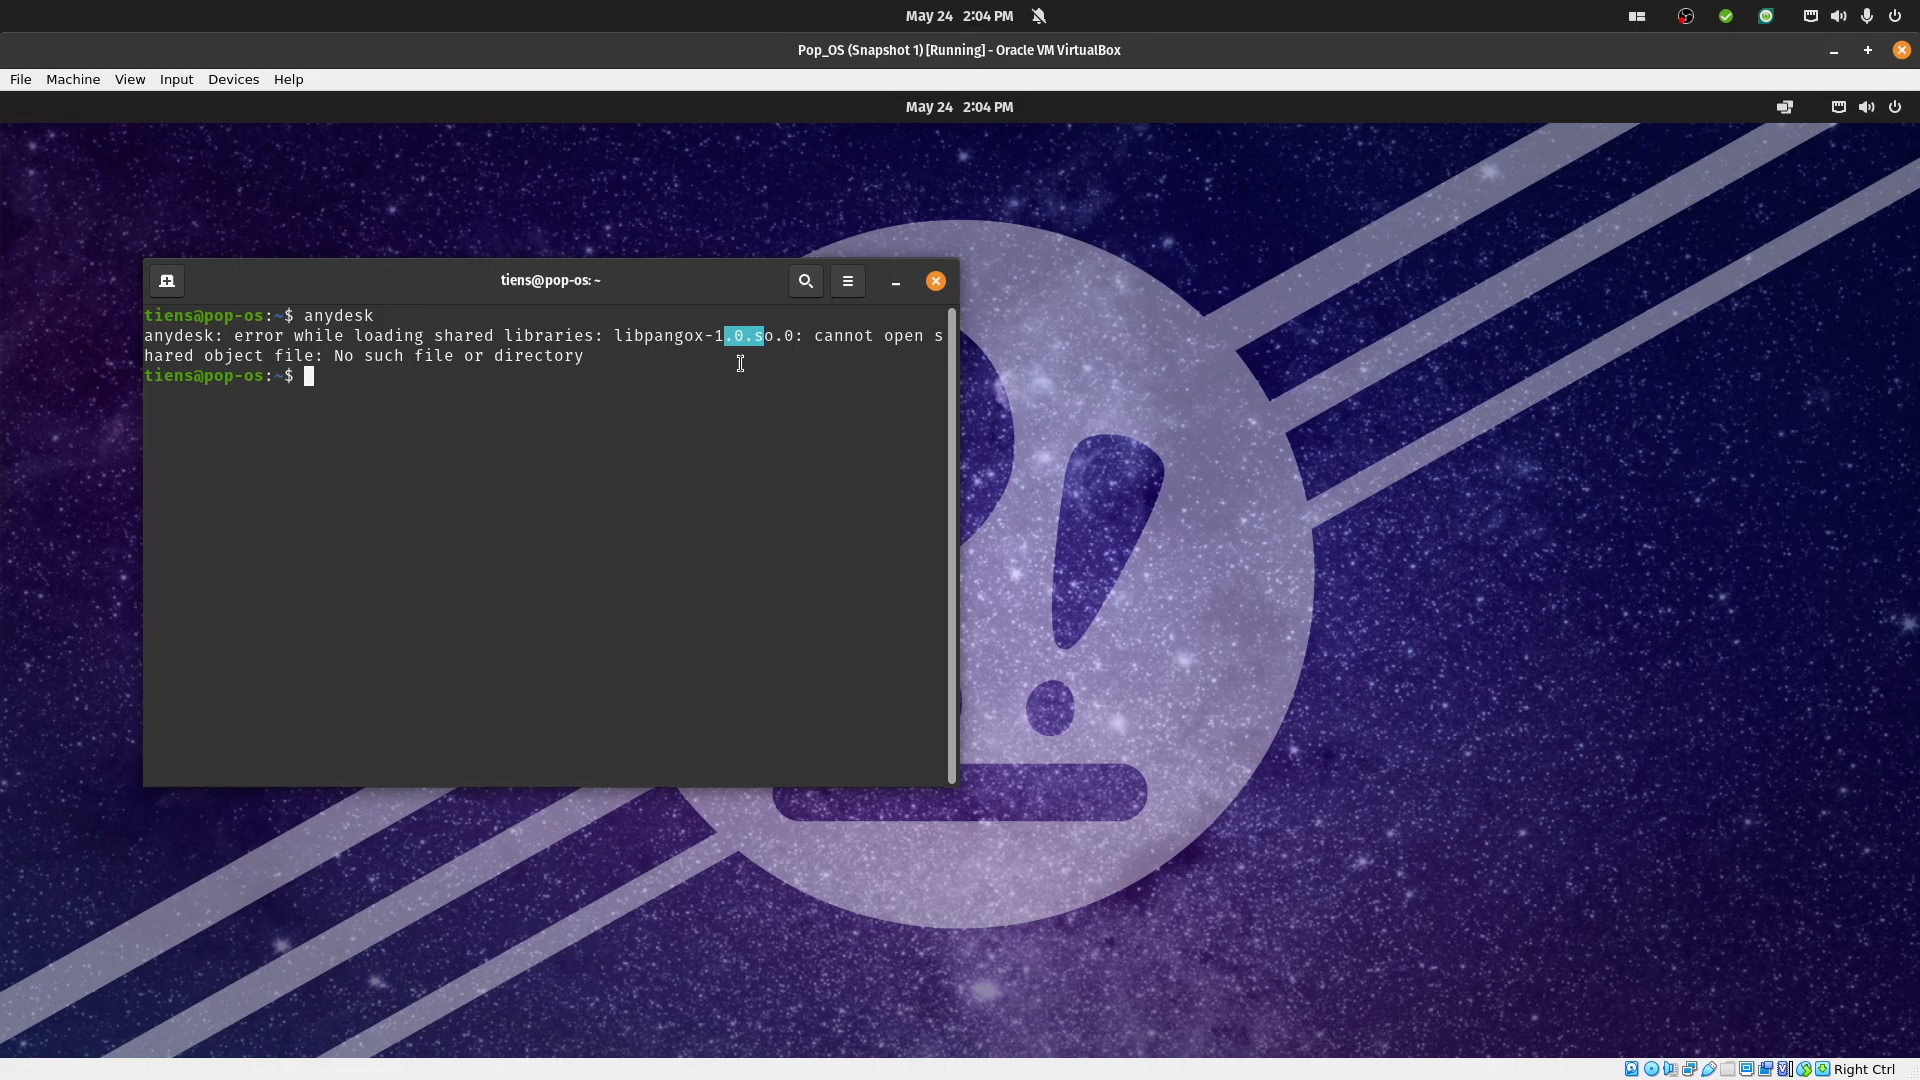 May 24 2:04 PM
Pop_OS (Snapshot 1) [Running] - Oracle VM VirtualBox
File Machine View Input Devices Help
May 24 2:04 PM
tiens@pop-os: ~
tiens@pop-os:~$ anydesk
anydesk: error while loading shared libraries: libpangox-1.0.so.0: cannot open s
hared object file: No such file or directory
tiens@pop-os:~$
Right Ctrl